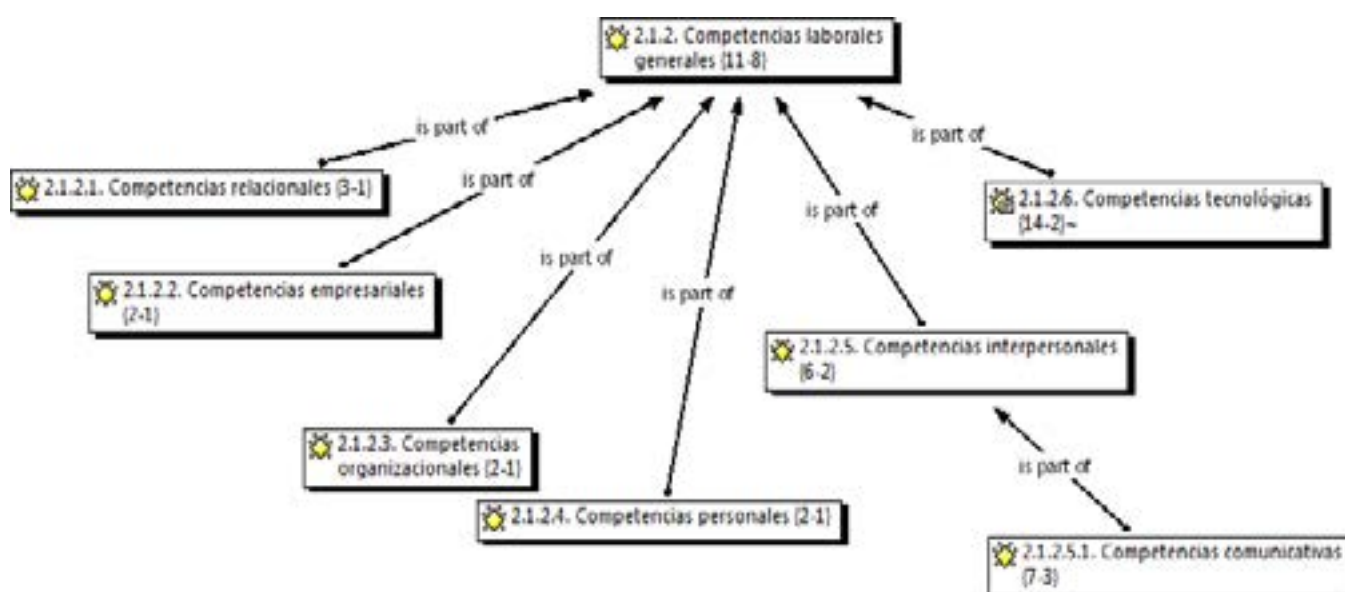 2.1.2. Competencias laborales
generales (11-8)
is part of
is part of
is part of
is part of
is part of
is part of
2.1.2.1. Competencias relacionales (3-1)
2.1.2.6. Competencias tecnológicas
(14-2)~
2.1.2.2. Competencias empresariales
(2-1)
2.1.2.5. Competencias interpersonales
(6-2)
2.1.2.3. Competencias
organizacionales (2-1)
is part of
2.1.2.4. Competencias personales (2-1)
2.1.2.5.1. Competencias comunicativas
(7-3)